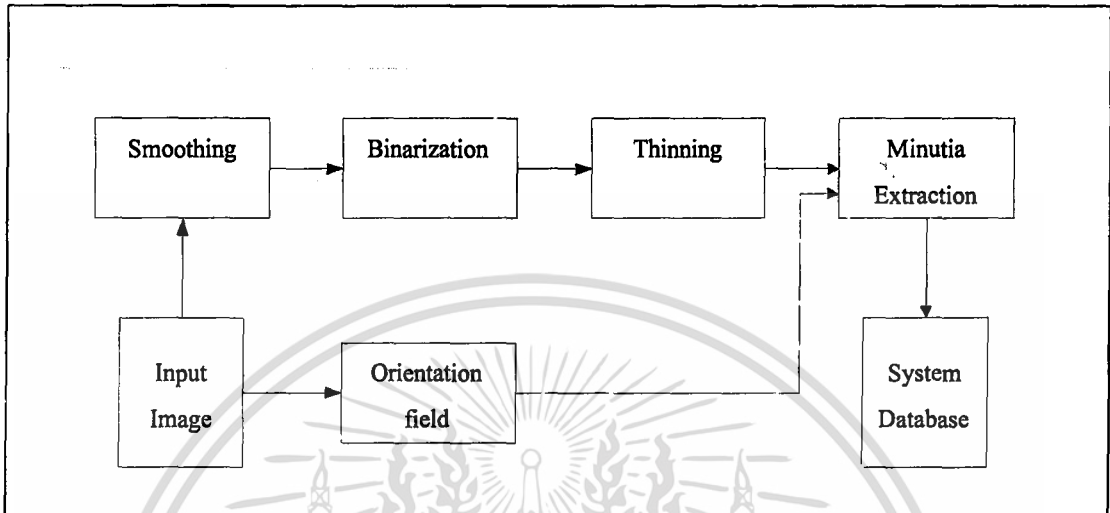 Smoothing
Binarization
Thinning
Minutia
Extraction
Input
Image
Orientation
field
System
Database